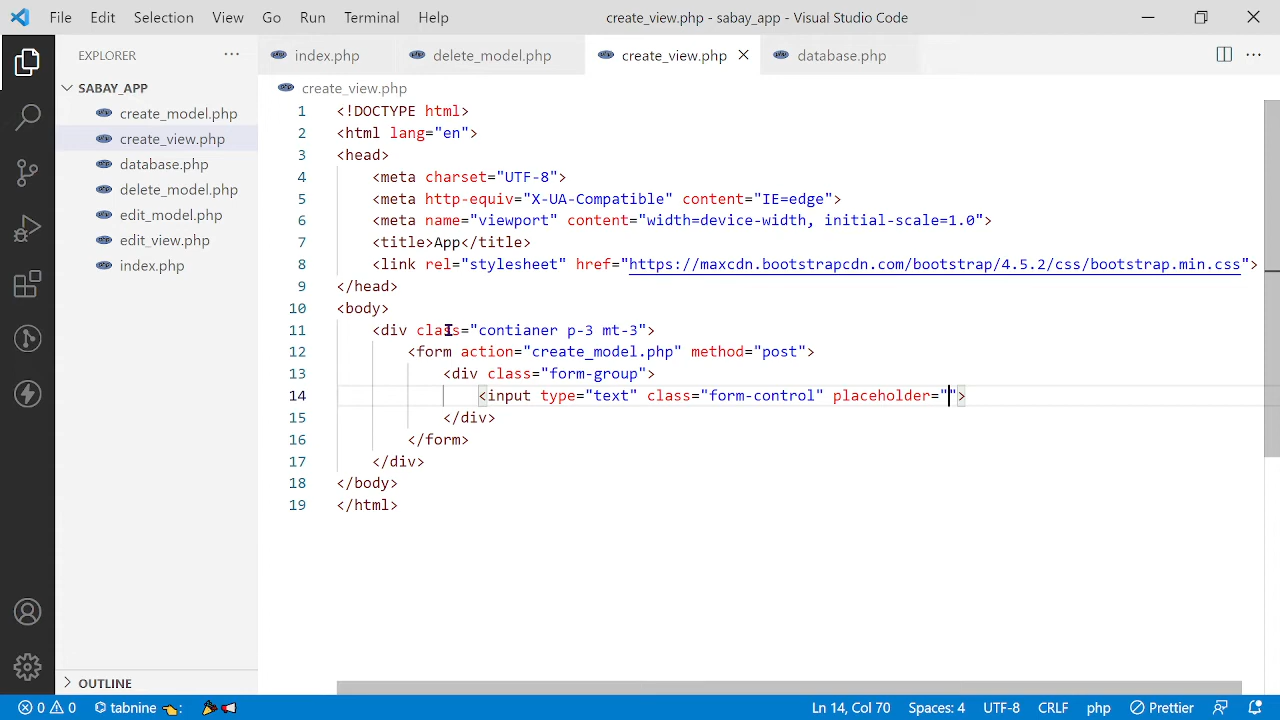 File Edit Selection View Go Run Terminal Help create_view.php - sabay_app - Visual Studio Code
EXPLORER ···
index.php delete_model.php create_view.php database.php ···
SABAY_APP
create_model.php
create_view.php
database.php
delete_model.php
edit_model.php
edit_view.php
index.php
OUTLINE
create_view.php
1 <!DOCTYPE html>
2 <html lang="en">
3 <head>
4 <meta charset="UTF-8">
5 <meta http-equiv="X-UA-Compatible" content="IE=edge">
6 <meta name="viewport" content="width=device-width, initial-scale=1.0">
7 <title>App</title>
8 <link rel="stylesheet" href="https://maxcdn.bootstrapcdn.com/bootstrap/4.5.2/css/bootstrap.min.css">
9 </head>
10 <body>
11 <div class="contianer p-3 mt-3">
12 <form action="create_model.php" method="post">
13 <div class="form-group">
14 <input type="text" class="form-control" placeholder="">
15 </div>
16 </form>
17 </div>
18 </body>
19 </html>
0 0 tabnine : Ln 14, Col 70 Spaces: 4 UTF-8 CRLF php Prettier